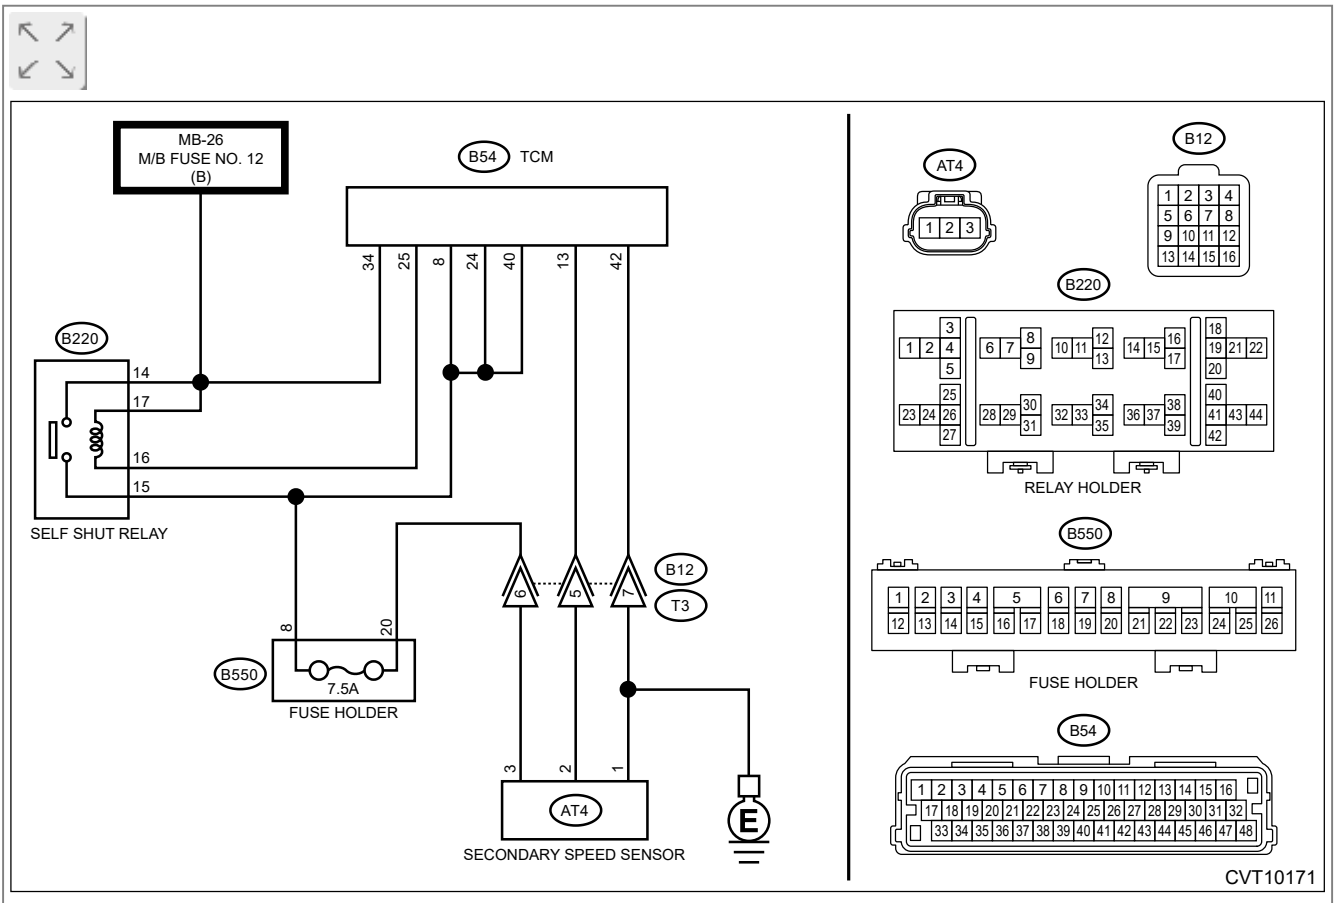 MB-26
M/B FUSE NO. 12
(B)
B54 TCM
34 25 8 24 40 13 42
B220
14
17
16
15
SELF SHUT RELAY
6 5 7
B12
T3
8 20
B550
7.5A
FUSE HOLDER
3 2 1
AT4
SECONDARY SPEED SENSOR
E
AT4
1 2 3
B12
1 2 3 4
5 6 7 8
9 10 11 12
13 14 15 16
B220
3 8 12 16 18
1 2 4 6 7 10 11 14 15 19 21 22
5 9 13 17 20
25 30 34 38 40
23 24 26 28 29 32 33 36 37 41 43 44
27 31 35 39 42
RELAY HOLDER
B550
1 2 3 4 5 6 7 8 9 10 11
12 13 14 15 16 17 18 19 20 21 22 23 24 25 26
FUSE HOLDER
B54
1 2 3 4 5 6 7 8 9 10 11 12 13 14 15 16
17 18 19 20 21 22 23 24 25 26 27 28 29 30 31 32
33 34 35 36 37 38 39 40 41 42 43 44 45 46 47 48
CVT10171